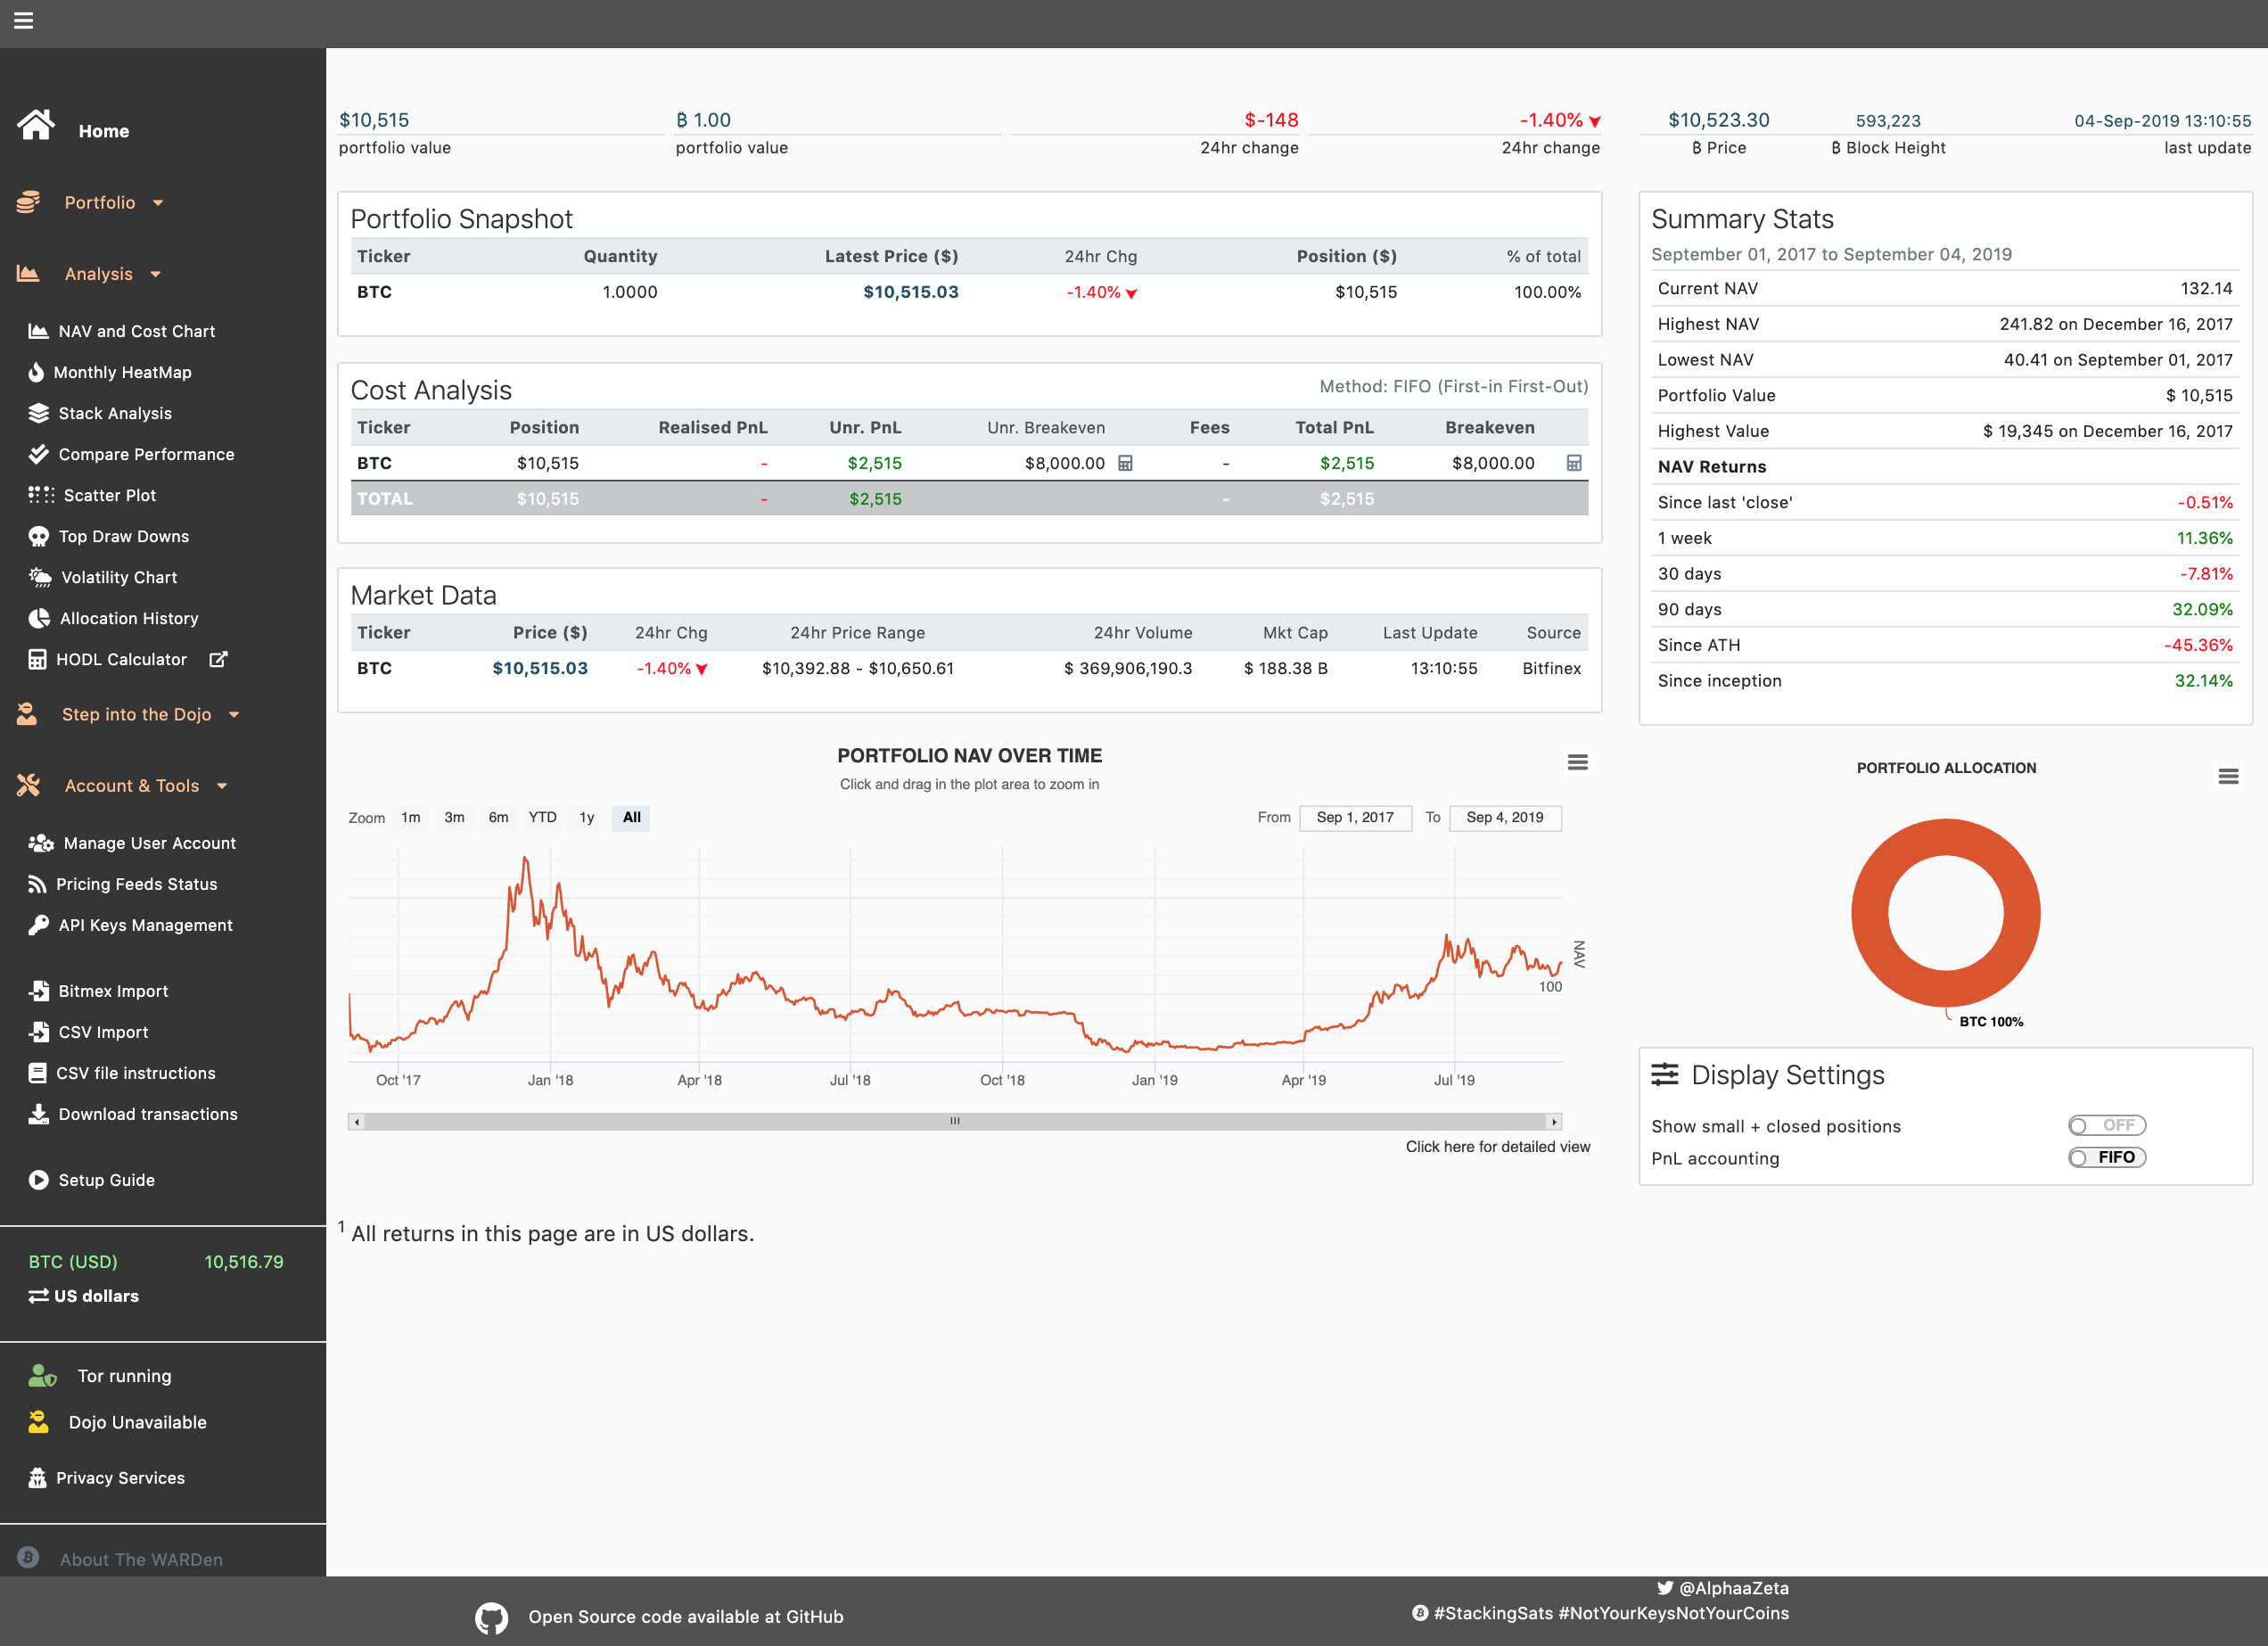 Home
Portfolio
Analysis
NAV and Cost Chart
Monthly HeatMap
Stack Analysis
Compare Performance
Scatter Plot
Top Draw Downs
Volatility Chart
Allocation History
HODL Calculator
Step into the Dojo
Account & Tools
Manage User Account
Pricing Feeds Status
API Keys Management
Bitmex Import
CSV Import
CSV file instructions
Download transactions
Setup Guide
BTC (USD) 10,516.79
US dollars
Tor running
Dojo Unavailable
Privacy Services
About The WARDen
$10,515 ₿ 1.00 $-148 -1.40%
portfolio value portfolio value 24hr change 24hr change
$10,523.30 593,223 04-Sep-2019 13:10:55
₿ Price ₿ Block Height last update
Portfolio Snapshot
Ticker Quantity Latest Price ($) 24hr Chg Position ($) % of total
BTC 1.0000 $10,515.03 -1.40% $10,515 100.00%
Cost Analysis Method: FIFO (First-in First-Out)
Ticker Position Realised PnL Unr. PnL Unr. Breakeven Fees Total PnL Breakeven
BTC $10,515 - $2,515 $8,000.00 - $2,515 $8,000.00
TOTAL $10,515 - $2,515 - $2,515
Market Data
Ticker Price ($) 24hr Chg 24hr Price Range 24hr Volume Mkt Cap Last Update Source
BTC $10,515.03 -1.40% $10,392.88 - $10,650.61 $ 369,906,190.3 $ 188.38 B 13:10:55 Bitfinex
PORTFOLIO NAV OVER TIME
Click and drag in the plot area to zoom in
Zoom 1m 3m 6m YTD 1y All From Sep 1, 2017 To Sep 4, 2019
NAV
100
Oct '17 Jan '18 Apr '18 Jul '18 Oct '18 Jan '19 Apr '19 Jul '19
Click here for detailed view
1 All returns in this page are in US dollars.
Summary Stats
September 01, 2017 to September 04, 2019
Current NAV 132.14
Highest NAV 241.82 on December 16, 2017
Lowest NAV 40.41 on September 01, 2017
Portfolio Value $ 10,515
Highest Value $ 19,345 on December 16, 2017
NAV Returns
Since last 'close' -0.51%
1 week 11.36%
30 days -7.81%
90 days 32.09%
Since ATH -45.36%
Since inception 32.14%
PORTFOLIO ALLOCATION
BTC 100%
Display Settings
Show small + closed positions OFF
PnL accounting FIFO
Open Source code available at GitHub
@AlphaaZeta
#StackingSats #NotYourKeysNotYourCoins